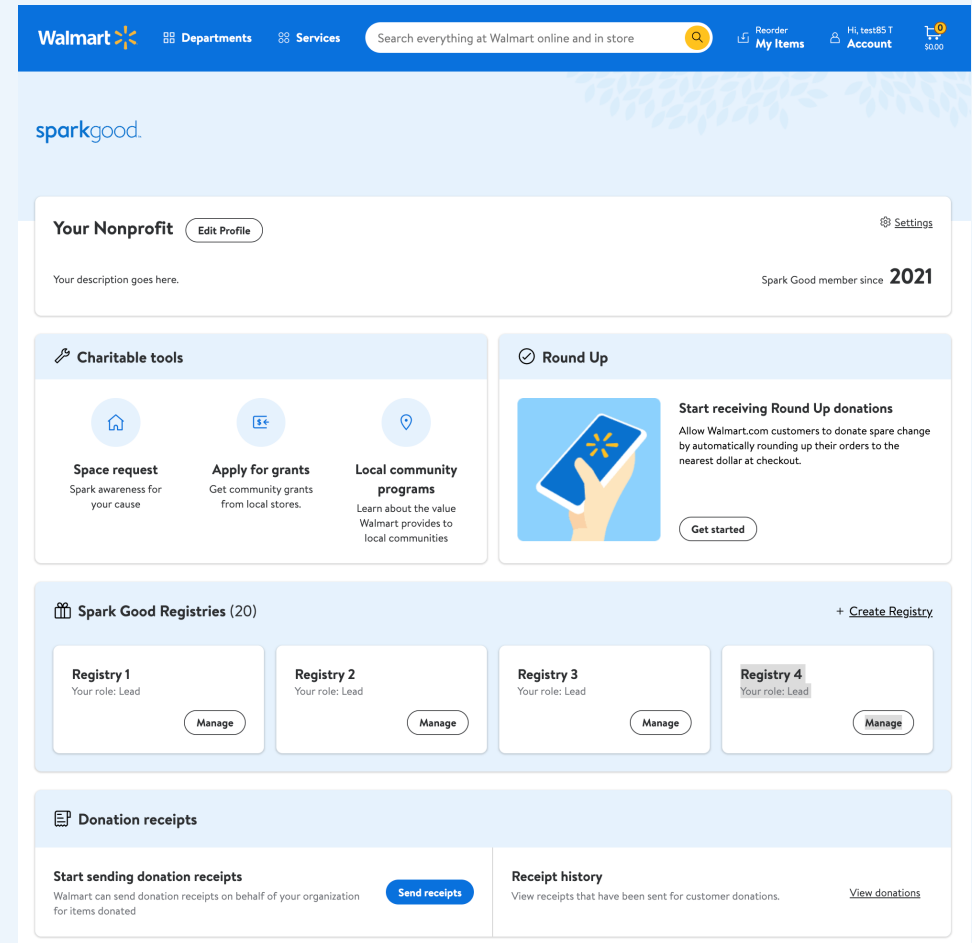 Walmart
Departments
Services
Search everything at Walmart online and in store
Reorder
My Items
Hi, test85 T
Account
0
$0.00
sparkgood.
Your Nonprofit
Edit Profile
Settings
Your description goes here.
Spark Good member since 2021
Charitable tools
Space request
Spark awareness for
your cause
Apply for grants
Get community grants
from local stores.
Local community
programs
Learn about the value
Walmart provides to
local communities
Round Up
Start receiving Round Up donations
Allow Walmart.com customers to donate spare change
by automatically rounding up their orders to the
nearest dollar at checkout.
Get started
Spark Good Registries (20)
+ Create Registry
Registry 1
Your role: Lead
Manage
Registry 2
Your role: Lead
Manage
Registry 3
Your role: Lead
Manage
Registry 4
Your role: Lead
Manage
Donation receipts
Start sending donation receipts
Walmart can send donation receipts on behalf of your organization
for items donated
Send receipts
Receipt history
View receipts that have been sent for customer donations.
View donations